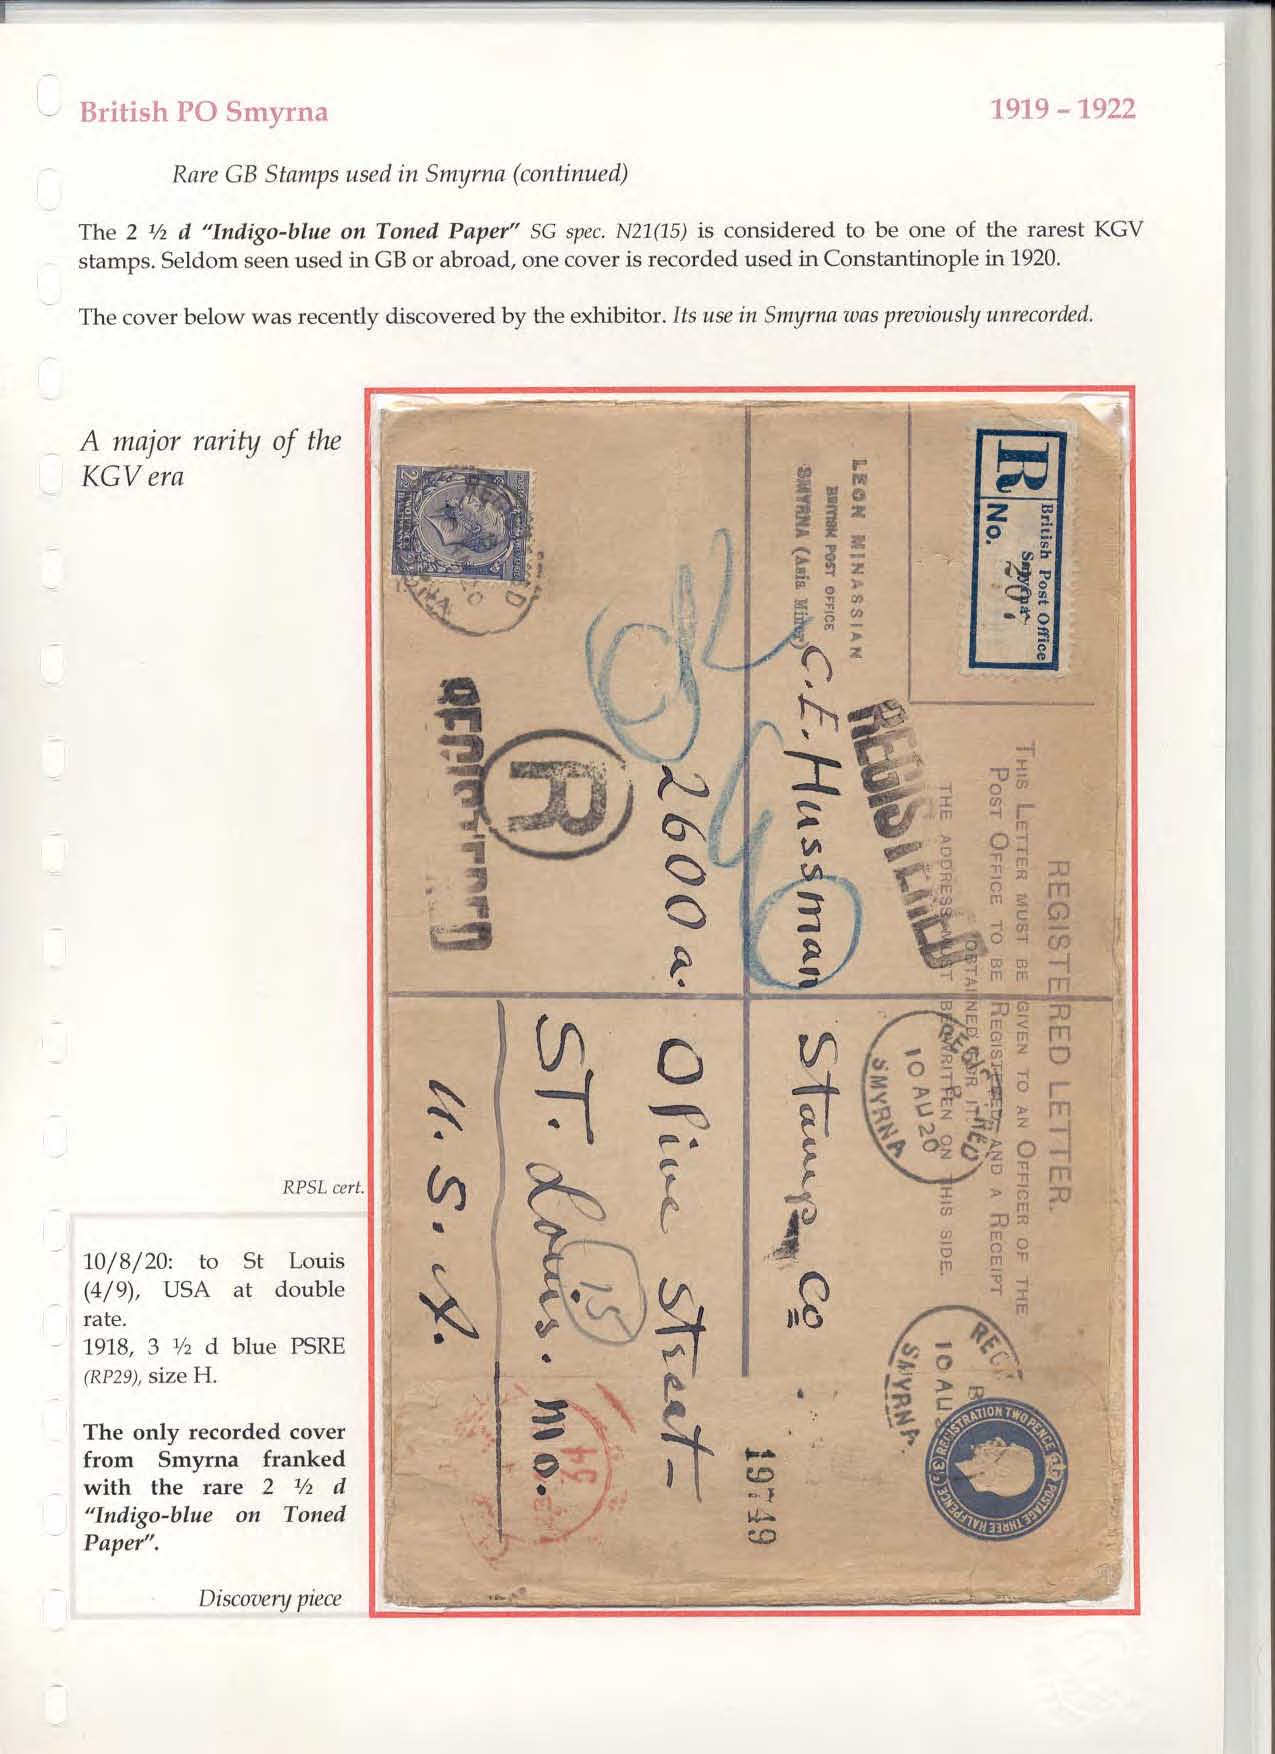 British PO Smyrna
1919 – 1922
Rare GB Stamps used in Smyrna (continued)
The 2 ½ d "Indigo-blue on Toned Paper" SG spec. N21(15) is considered to be one of the rarest KGV
stamps. Seldom seen used in GB or abroad, one cover is recorded used in Constantinople in 1920.
The cover below was recently discovered by the exhibitor. Its use in Smyrna was previously unrecorded.
A major rarity of the
KGV era
RPSL cert.
10/8/20: to St Louis
(4/9), USA at double
rate.
1918, 3 ½ d blue PSRE
(RP29), size H.
The only recorded cover
from Smyrna franked
with the rare 2 ½ d
"Indigo-blue on Toned
Paper".
Discovery piece
REGISTERED LETTER.
THIS LETTER MUST BE GIVEN TO AN OFFICER OF THE
POST OFFICE TO BE REGISTERED, AND A RECEIPT
OBTAINED FOR IT.
THE ADDRESS MUST BE WRITTEN ON THIS SIDE.
R
British Post Office
Smyrna
No.
LEON MINASSIAN
BRITISH POST OFFICE
SMYRNA (Asia Minor)
REGISTERED
REGISTERED
10 AU 20
SMYRNA
REG
B
10 AU
SMYRNA
REGISTRATION TWO PENCE
POSTAGE THREE HALFPENCE
C. E. Hussman Stamp Co
2600 a. Olive Street
ST. Louis. Mo.
U. S. A.
15
19749
R
REGISTERED